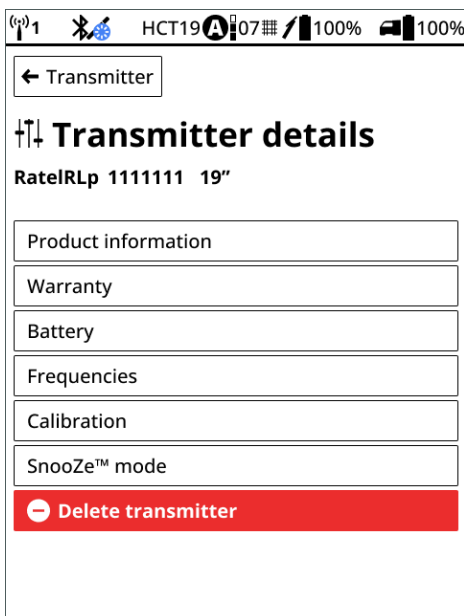 1 HCT19 A 07 100% 100%
← Transmitter
Transmitter details
RatelRLp 1111111 19”
Product information
Warranty
Battery
Frequencies
Calibration
SnooZe™ mode
Delete transmitter